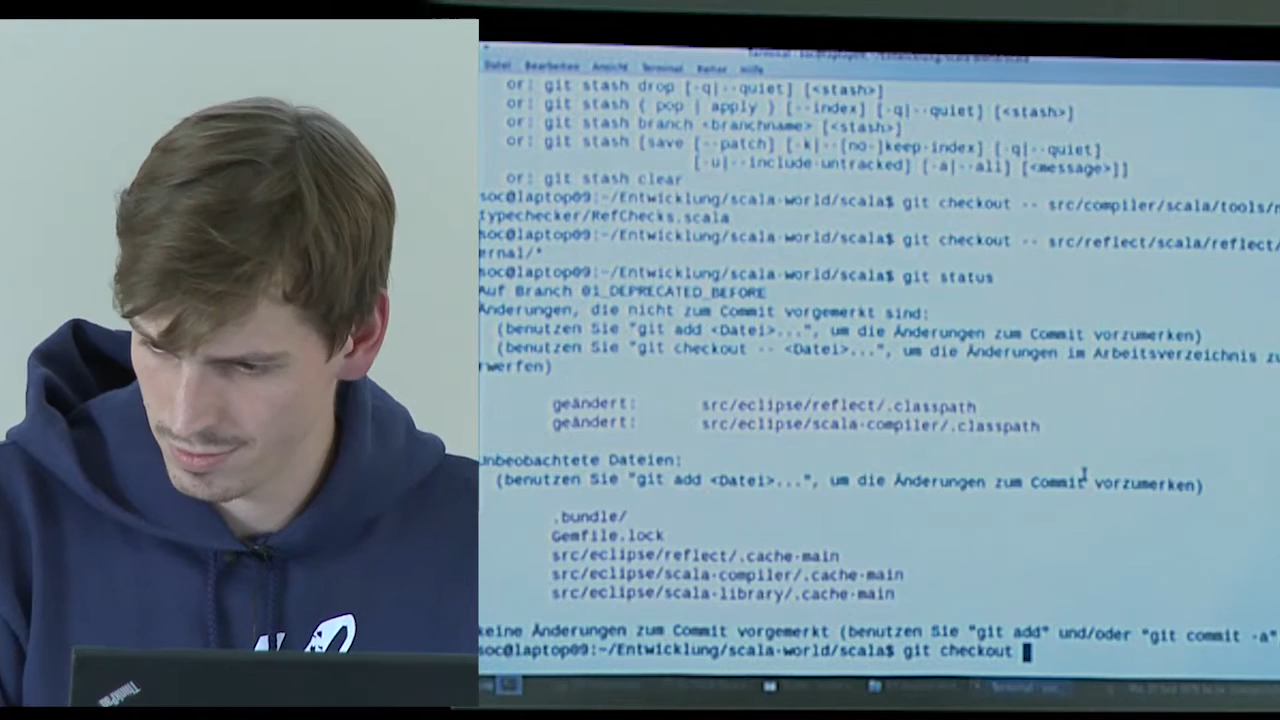 Datei Bearbeiten Ansicht Terminal Reiter Hilfe
or: git stash drop [-q|--quiet] [<stash>]
or: git stash ( pop | apply ) [--index] [-q|--quiet] [<stash>]
or: git stash branch <branchname> [<stash>]
or: git stash [save [--patch] [-k|--[no-]keep-index] [-q|--quiet]
[-u|--include-untracked] [-a|--all] [<message>]]
or: git stash clear
soc@laptop09:~/Entwicklung/scala-world/scala$ git checkout -- src/compiler/scala/tools/n
typechecker/RefChecks.scala
soc@laptop09:~/Entwicklung/scala-world/scala$ git checkout -- src/reflect/scala/reflect/
ernal/*
soc@laptop09:~/Entwicklung/scala-world/scala$ git status
Auf Branch 01_DEPRECATED_BEFORE
Änderungen, die nicht zum Commit vorgemerkt sind:
(benutzen Sie "git add <Datei>...", um die Änderungen zum Commit vorzumerken)
(benutzen Sie "git checkout -- <Datei>...", um die Änderungen im Arbeitsverzeichnis zu
rwerfen)
geändert: src/eclipse/reflect/.classpath
geändert: src/eclipse/scala-compiler/.classpath
Unbeobachtete Dateien:
(benutzen Sie "git add <Datei>...", um die Änderungen zum Commit vorzumerken)
.bundle/
Gemfile.lock
src/eclipse/reflect/.cache-main
src/eclipse/scala-compiler/.cache-main
src/eclipse/scala-library/.cache-main
keine Änderungen zum Commit vorgemerkt (benutzen Sie "git add" und/oder "git commit -a"
soc@laptop09:~/Entwicklung/scala-world/scala$ git checkout
ThinkPad